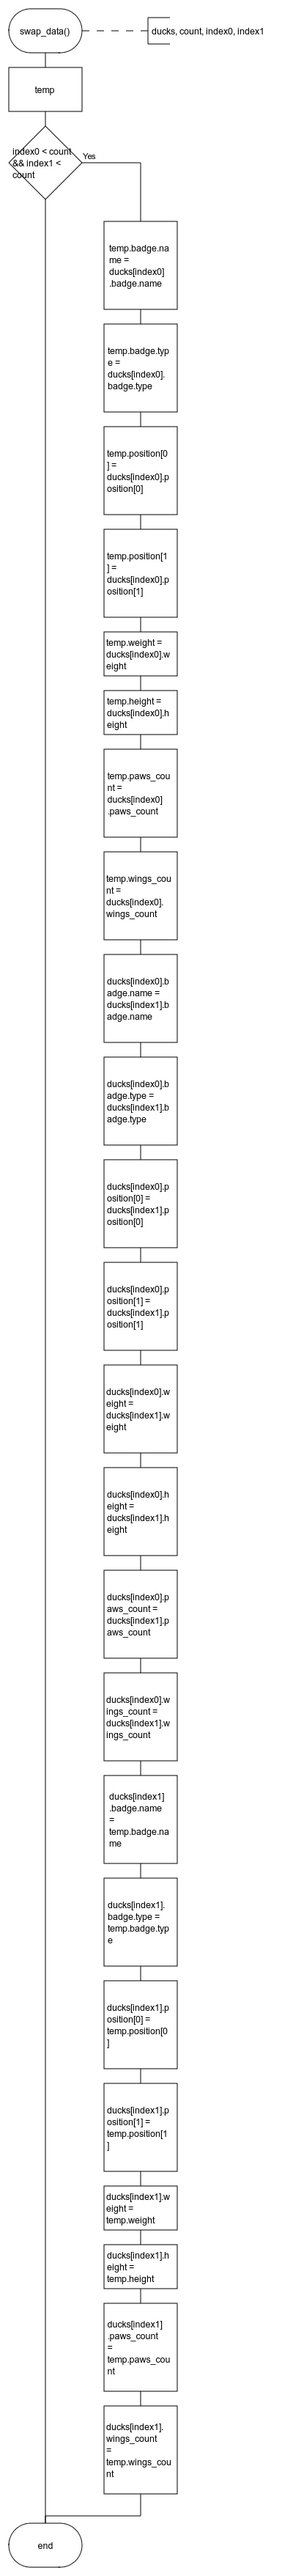 swap_data()
ducks, count, index0, index1
temp
index0 < count
&& index1 <
count
Yes
temp.badge.na
me =
ducks[index0]
.badge.name
temp.badge.typ
e =
ducks[index0].
badge.type
temp.position[0
] =
ducks[index0].p
osition[0]
temp.position[1
] =
ducks[index0].p
osition[1]
temp.weight =
ducks[index0].w
eight
temp.height =
ducks[index0].h
eight
temp.paws_cou
nt =
ducks[index0]
.paws_count
temp.wings_cou
nt =
ducks[index0].
wings_count
ducks[index0].b
adge.name =
ducks[index1].b
adge.name
ducks[index0].b
adge.type =
ducks[index1].b
adge.type
ducks[index0].p
osition[0] =
ducks[index1].p
osition[0]
ducks[index0].p
osition[1] =
ducks[index1].p
osition[1]
ducks[index0].w
eight =
ducks[index1].w
eight
ducks[index0].h
eight =
ducks[index1].h
eight
ducks[index0].p
aws_count =
ducks[index1].p
aws_count
ducks[index0].w
ings_count =
ducks[index1].w
ings_count
ducks[index1]
.badge.name
=
temp.badge.na
me
ducks[index1].
badge.type =
temp.badge.typ
e
ducks[index1].p
osition[0] =
temp.position[0
]
ducks[index1].p
osition[1] =
temp.position[1
]
ducks[index1].w
eight =
temp.weight
ducks[index1].h
eight =
temp.height
ducks[index1]
.paws_count
=
temp.paws_cou
nt
ducks[index1].
wings_count
=
temp.wings_cou
nt
end